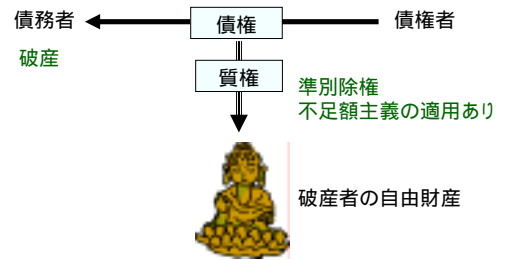 債務者
債権
債権者
破産
質権
準別除権
不足額主義の適用あり
破産者の自由財産